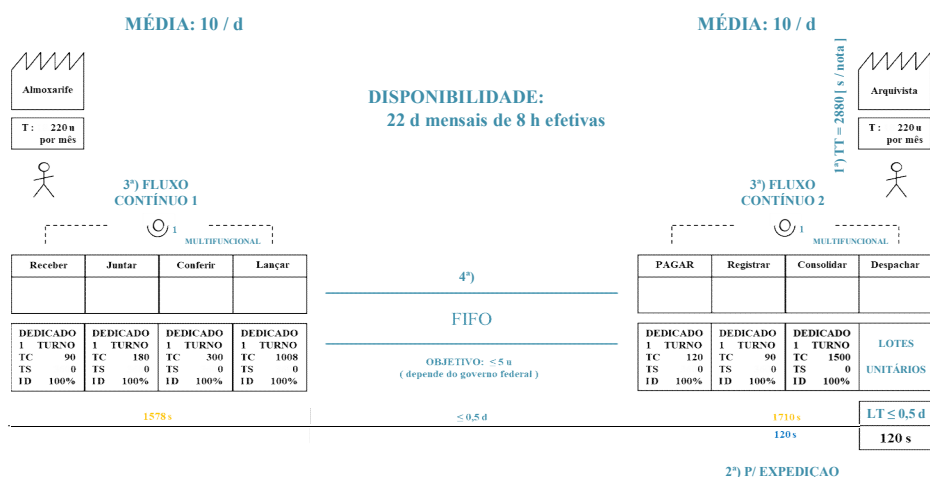 MÉDIA: 10 / d
MÉDIA: 10 / d
Almoxarife
T : 220 u
por mês
DISPONIBILIDADE:
22 d mensais de 8 h efetivas
1ª) TT = 2880 [ s / nota ]
Arquivista
T : 220 u
por mês
3ª) FLUXO
CONTÍNUO 1
1
MULTIFUNCIONAL
3ª) FLUXO
CONTÍNUO 2
1
MULTIFUNCIONAL
Receber Juntar Conferir Lançar
4ª)
FIFO
OBJETIVO: ≤ 5 u
( depende do governo federal )
PAGAR Registrar Consolidar Despachar
DEDICADO DEDICADO DEDICADO DEDICADO
1 TURNO 1 TURNO 1 TURNO 1 TURNO
TC 90 TC 180 TC 300 TC 1008
TS 0 TS 0 TS 0 TS 0
ID 100% ID 100% ID 100% ID 100%
DEDICADO DEDICADO DEDICADO
1 TURNO 1 TURNO 1 TURNO
TC 120 TC 90 TC 1500
TS 0 TS 0 TS 0
ID 100% ID 100% ID 100%
LOTES
UNITÁRIOS
1578 s ≤ 0,5 d 1710 s LT ≤ 0,5 d
120 s 120 s
2ª) P/ EXPEDIÇAO